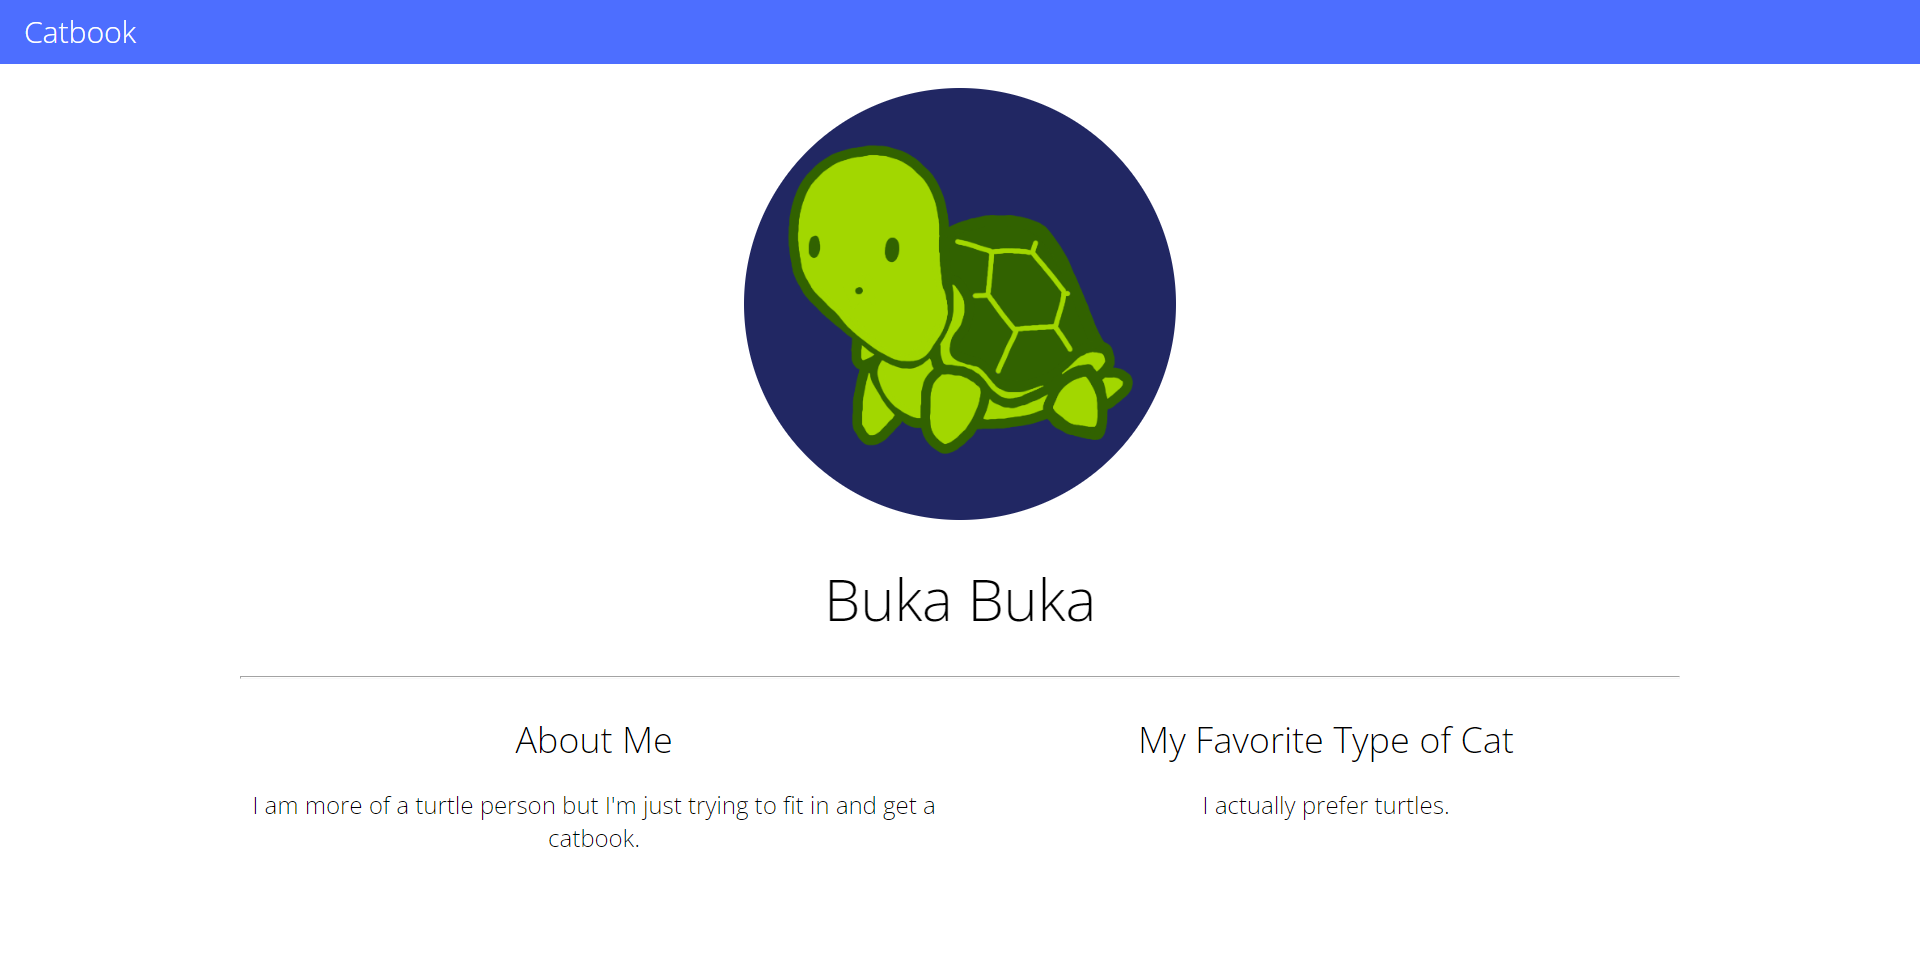 Catbook
Buka Buka
About Me
I am more of a turtle person but I'm just trying to fit in and get a
catbook.
My Favorite Type of Cat
I actually prefer turtles.